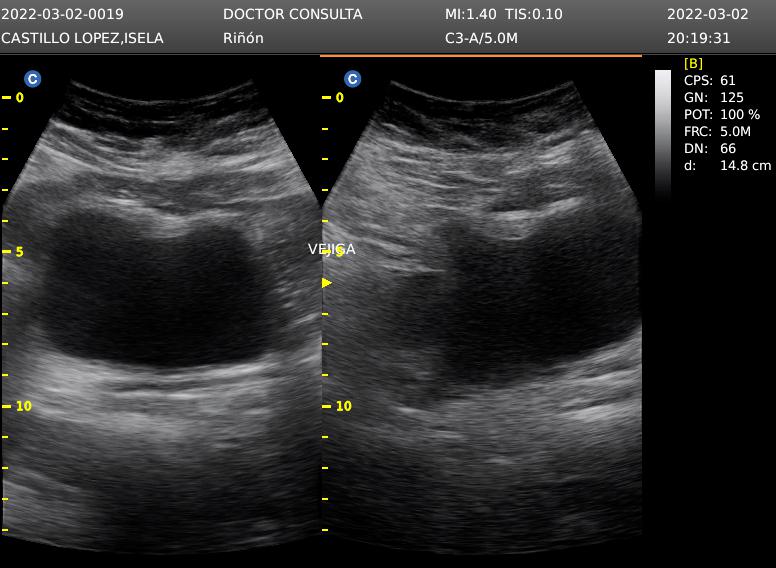 2022-03-02-0019 DOCTOR CONSULTA MI:1.40 TIS:0.10 2022-03-02
CASTILLO LOPEZ,ISELA Riñón C3-A/5.0M 20:19:31
[B]
CPS: 61
GN: 125
POT: 100 %
FRC: 5.0M
DN: 66
d: 14.8 cm
C
C
0
0
VEJIGA
5
5
10
10